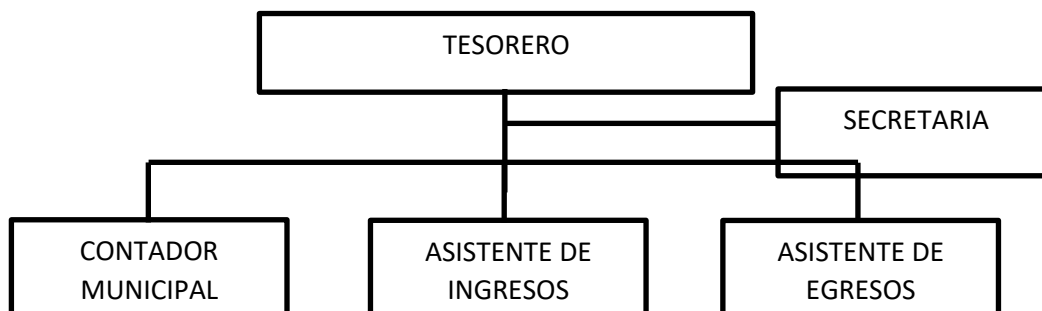 TESORERO
SECRETARIA
CONTADOR
MUNICIPAL
ASISTENTE DE
INGRESOS
ASISTENTE DE
EGRESOS